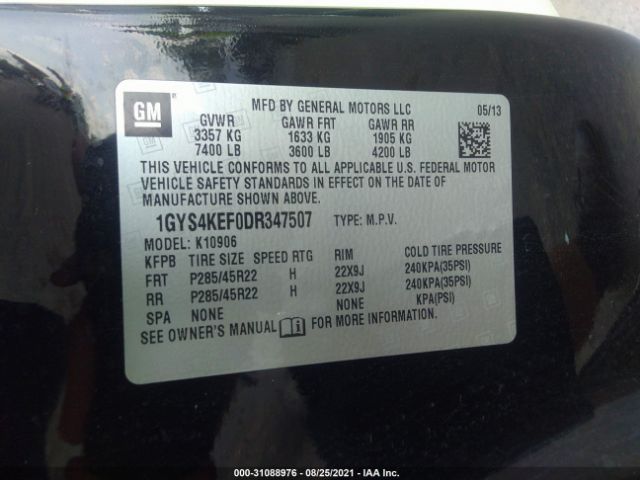 GM
MFD BY GENERAL MOTORS LLC 05/13
GVWR GAWR FRT GAWR RR
3357 KG 1633 KG 1905 KG
7400 LB 3600 LB 4200 LB
THIS VEHICLE CONFORMS TO ALL APPLICABLE U.S. FEDERAL MOTOR
VEHICLE SAFETY STANDARDS IN EFFECT ON THE DATE OF
MANUFACTURE SHOWN ABOVE.
1GYS4KEF0DR347507 TYPE: M.P.V.
MODEL: K10906
KFPB TIRE SIZE SPEED RTG RIM COLD TIRE PRESSURE
FRT P285/45R22 H 22X9J 240KPA(35PSI)
RR P285/45R22 H 22X9J 240KPA(35PSI)
SPA NONE NONE KPA(PSI)
SEE OWNER'S MANUAL FOR MORE INFORMATION.
000-31088976 - 08/25/2021 - IAA Inc.